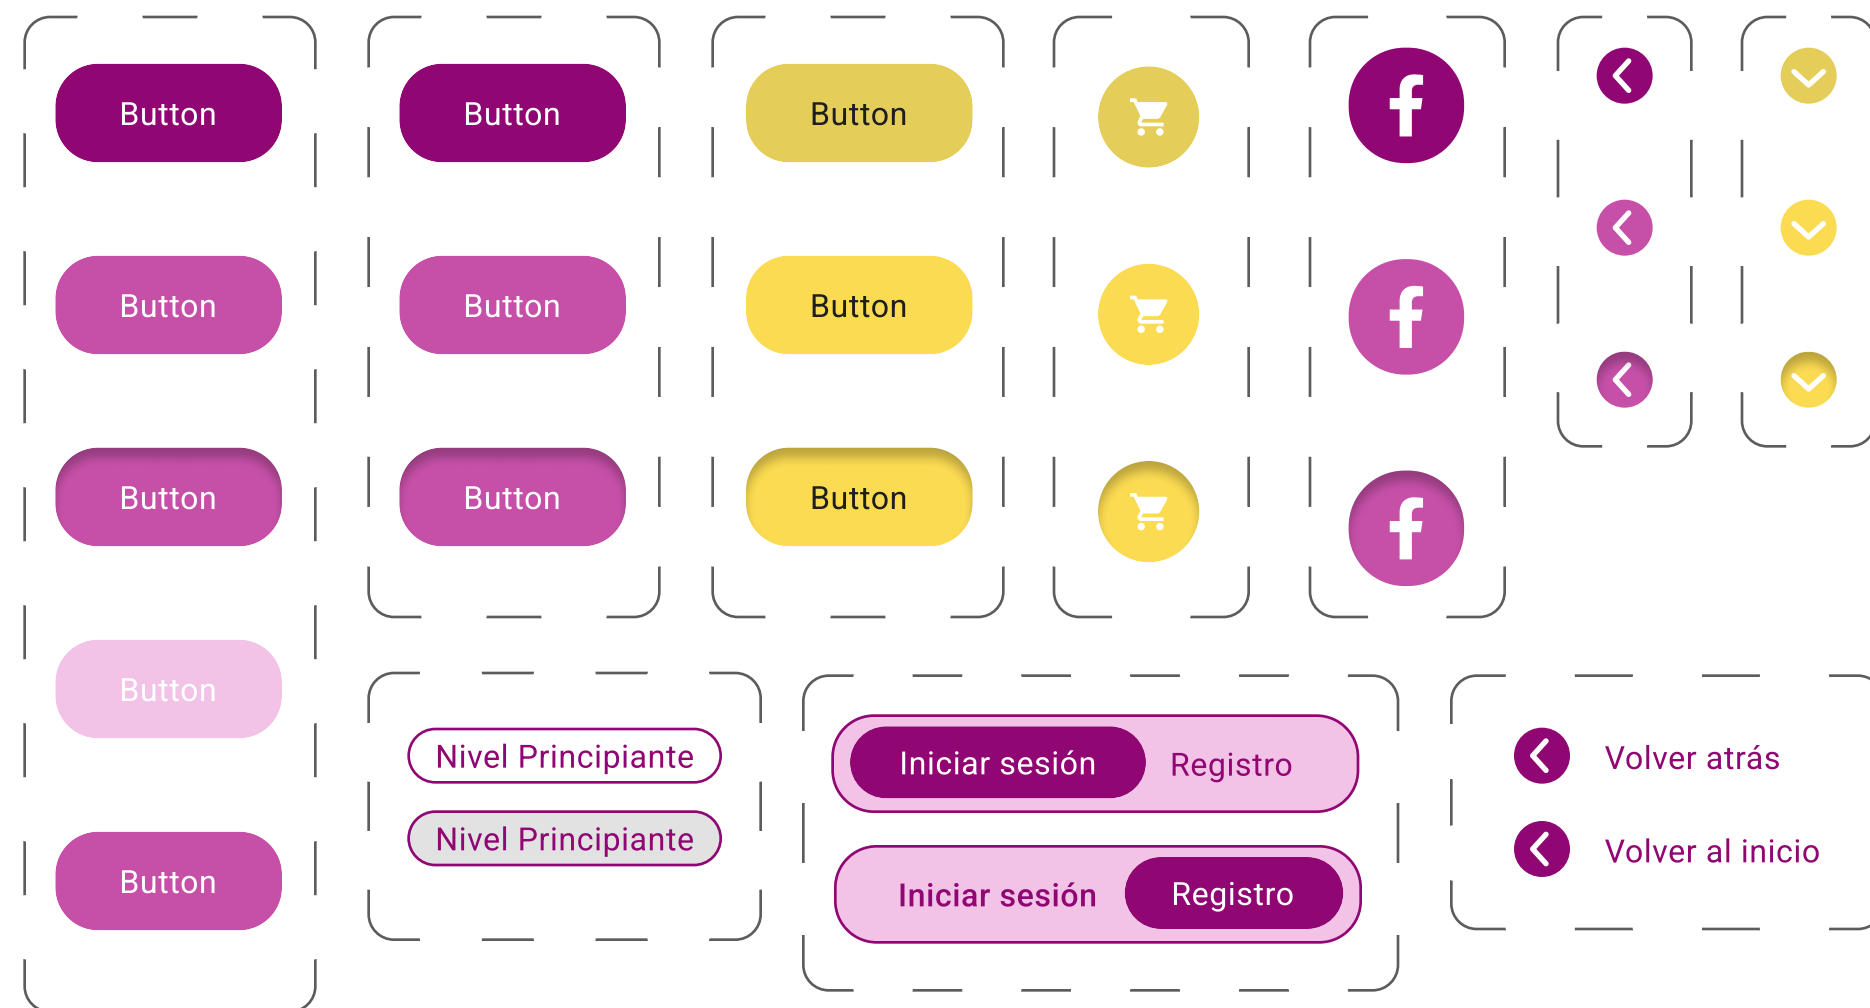 Button
Button
Button
Button
Button
Button
Button
Button
Button
Button
Button
Nivel Principiante
Nivel Principiante
Iniciar sesión Registro
Iniciar sesión Registro
Volver atrás
Volver al inicio